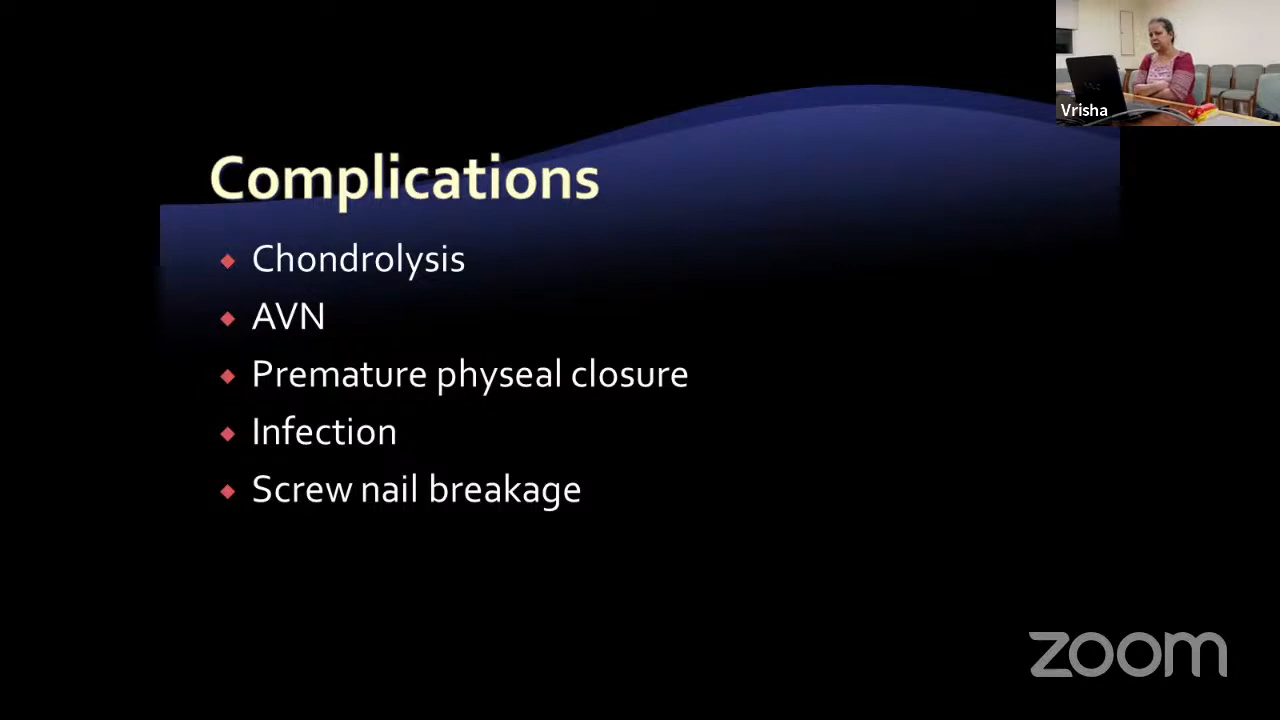 Vrisha
Complications
Chondrolysis
AVN
Premature physeal closure
Infection
Screw nail breakage
zoom